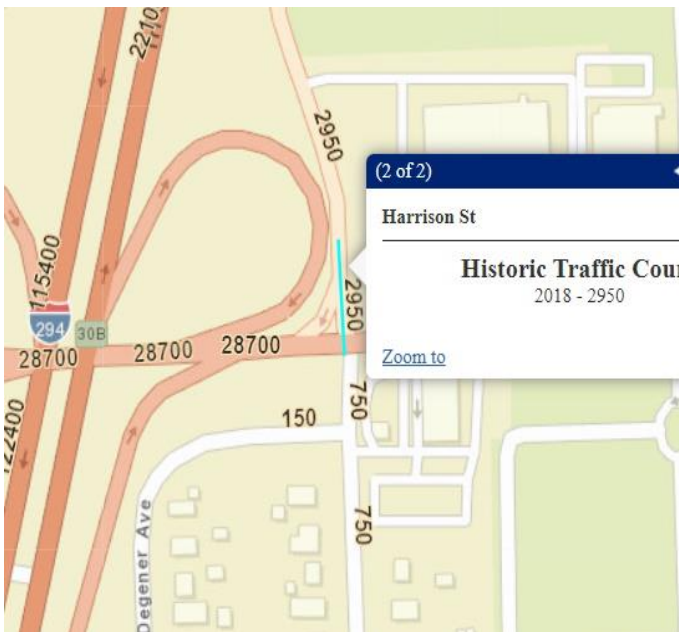 2210
2950
(2 of 2)
Harrison St
Historic Traffic Cou
2018 - 2950
Zoom to
115400
294
30B
2950
28700
28700
28700
750
150
22400
750
Degener Ave